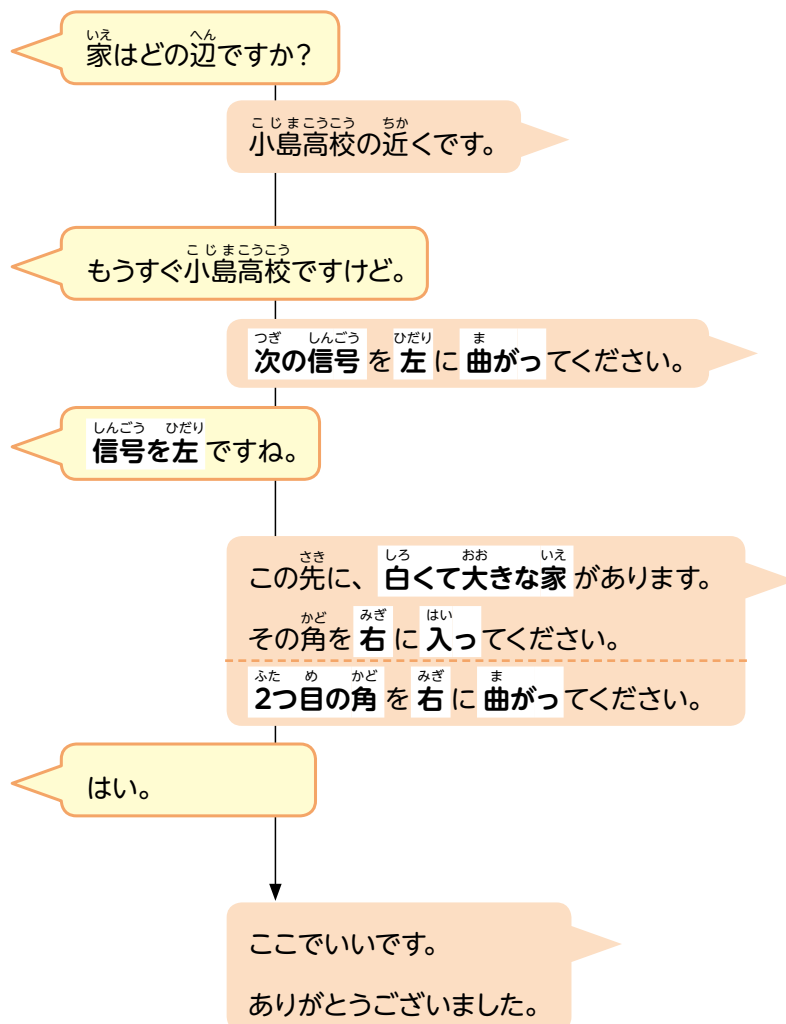 家はどの辺ですか？
小島高校の近くです。
もうすぐ小島高校ですけど。
次の信号を左に曲がってください。
信号を左ですね。
この先に、白くて大きな家があります。
その角を右に入ってください。
2つ目の角を右に曲がってください。
はい。
ここでいいです。
ありがとうございました。